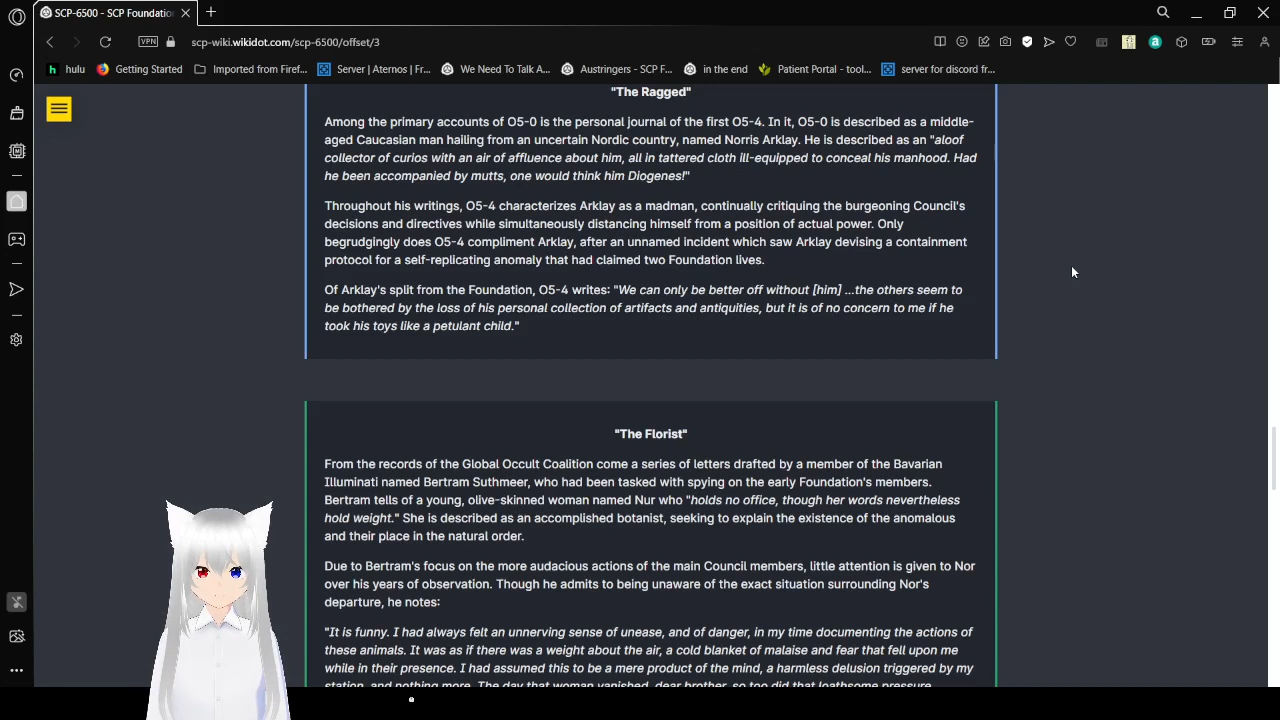 SCP-6500 - SCP Foundation
VPN
scp-wiki.wikidot.com/scp-6500/offset/3
hulu
Getting Started
Imported from Firef...
Server | Aternos | Fr...
We Need To Talk A...
Austringers - SCP F...
in the end
Patient Portal - tool...
server for discord fr...
"The Ragged"
Among the primary accounts of O5-0 is the personal journal of the first O5-4. In it, O5-0 is described as a middle-
aged Caucasian man hailing from an uncertain Nordic country, named Norris Arklay. He is described as an "aloof
collector of curios with an air of affluence about him, all in tattered cloth ill-equipped to conceal his manhood. Had
he been accompanied by mutts, one would think him Diogenes!"
Throughout his writings, O5-4 characterizes Arklay as a madman, continually critiquing the burgeoning Council's
decisions and directives while simultaneously distancing himself from a position of actual power. Only
begrudgingly does O5-4 compliment Arklay, after an unnamed incident which saw Arklay devising a containment
protocol for a self-replicating anomaly that had claimed two Foundation lives.
Of Arklay's split from the Foundation, O5-4 writes: "We can only be better off without [him] ...the others seem to
be bothered by the loss of his personal collection of artifacts and antiquities, but it is of no concern to me if he
took his toys like a petulant child."
"The Florist"
From the records of the Global Occult Coalition come a series of letters drafted by a member of the Bavarian
Illuminati named Bertram Suthmeer, who had been tasked with spying on the early Foundation's members.
Bertram tells of a young, olive-skinned woman named Nur who "holds no office, though her words nevertheless
hold weight." She is described as an accomplished botanist, seeking to explain the existence of the anomalous
and their place in the natural order.
Due to Bertram's focus on the more audacious actions of the main Council members, little attention is given to Nor
over his years of observation. Though he admits to being unaware of the exact situation surrounding Nor's
departure, he notes:
"It is funny. I had always felt an unnerving sense of unease, and of danger, in my time documenting the actions of
these animals. It was as if there was a weight about the air, a cold blanket of malaise and fear that fell upon me
while in their presence. I had assumed this to be a mere product of the mind, a harmless delusion triggered by my
station, and nothing more. The day that woman vanished, dear brother, so too did that loathsome pressure